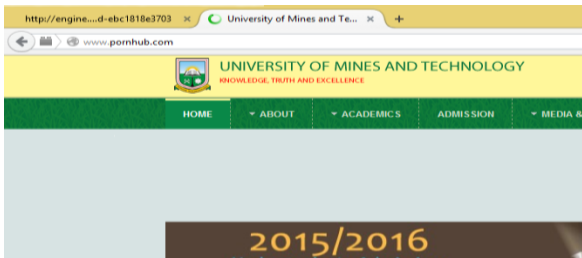 http://engine....d-ebc1818e3703 × University of Mines and Te... × +
www.pornhub.com
UNIVERSITY OF MINES AND TECHNOLOGY
KNOWLEDGE, TRUTH AND EXCELLENCE
HOME ABOUT ACADEMICS ADMISSION MEDIA &
2015/2016